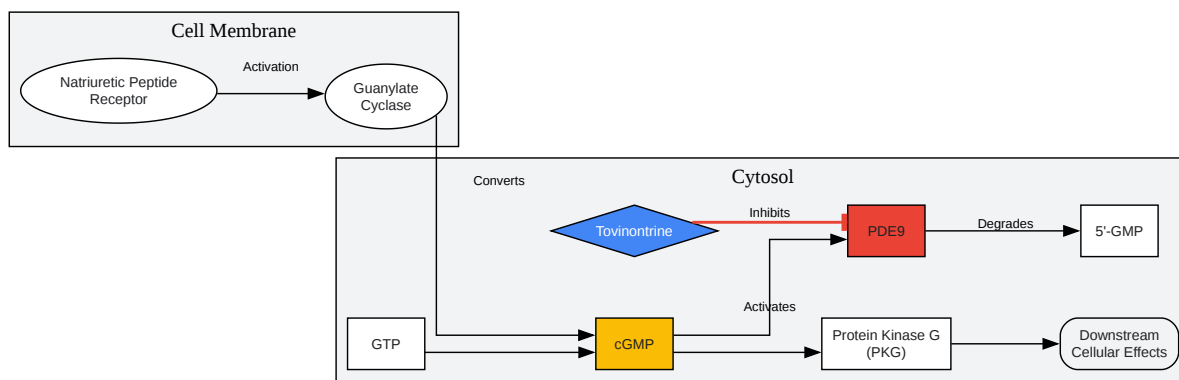 Cell Membrane
Natriuretic Peptide
Receptor
Activation
Guanylate
Cyclase
Converts
Cytosol
Tovinontrine
Inhibits
PDE9
Degrades
5'-GMP
Activates
GTP
cGMP
Protein Kinase G
(PKG)
Downstream
Cellular Effects